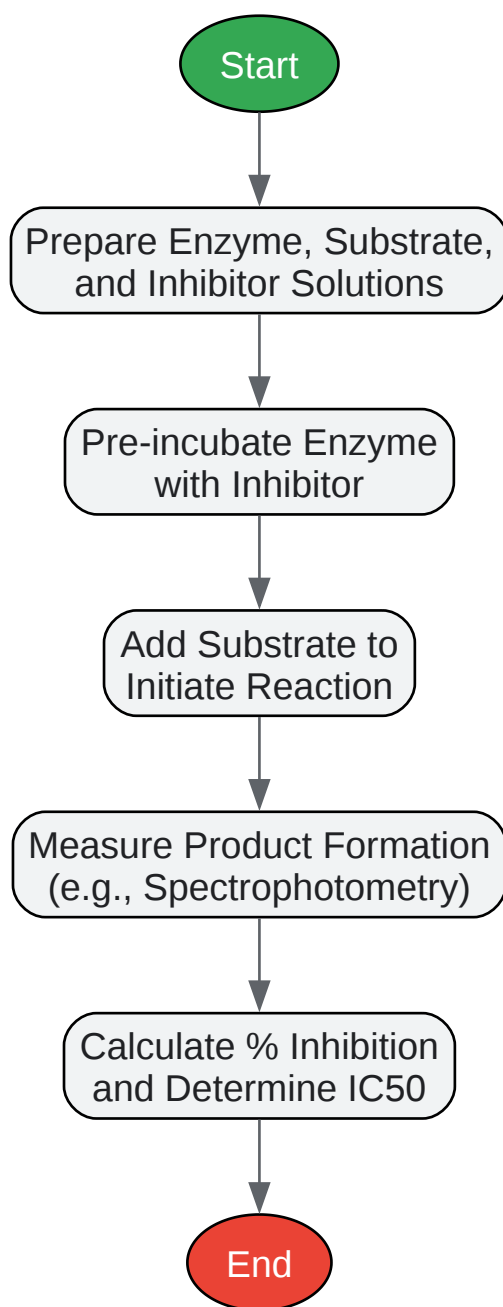 Start
Prepare Enzyme, Substrate,
and Inhibitor Solutions
Pre-incubate Enzyme
with Inhibitor
Add Substrate to
Initiate Reaction
Measure Product Formation
(e.g., Spectrophotometry)
Calculate % Inhibition
and Determine IC50
End